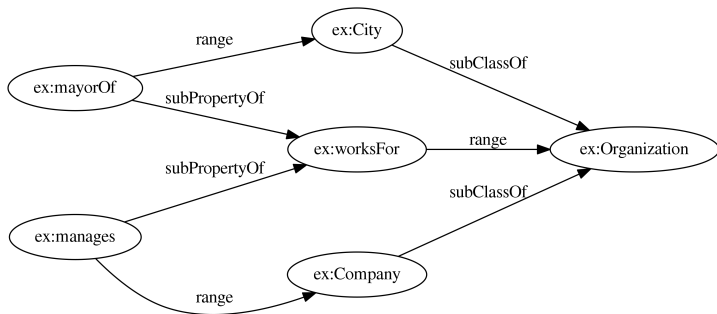 ex:City
range
subClassOf
ex:mayorOf
subPropertyOf
ex:worksFor
range
ex:Organization
subPropertyOf
subClassOf
ex:manages
ex:Company
range